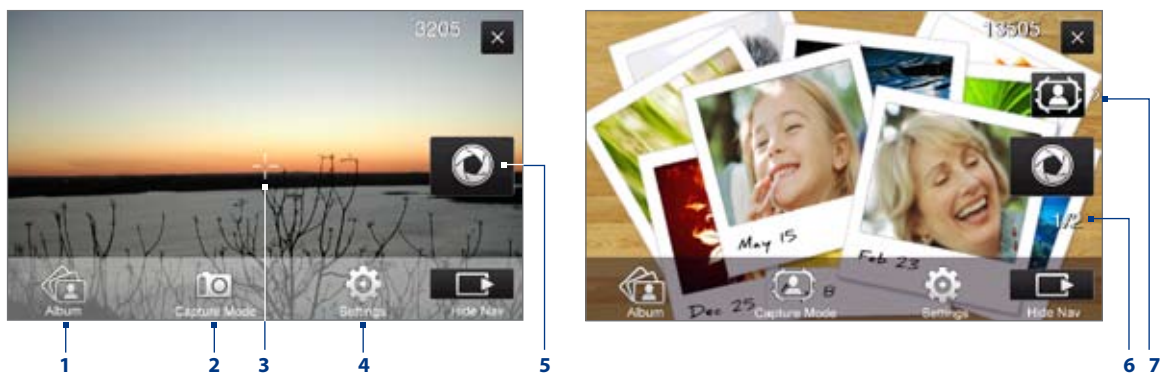 3205
×
Album
Capture Mode
Settings
Hide Nav
1
2
3
4
5
13505
×
1/2
May 15
Feb 23
Dec 25
8
Album
Capture Mode
Settings
Hide Nav
6
7